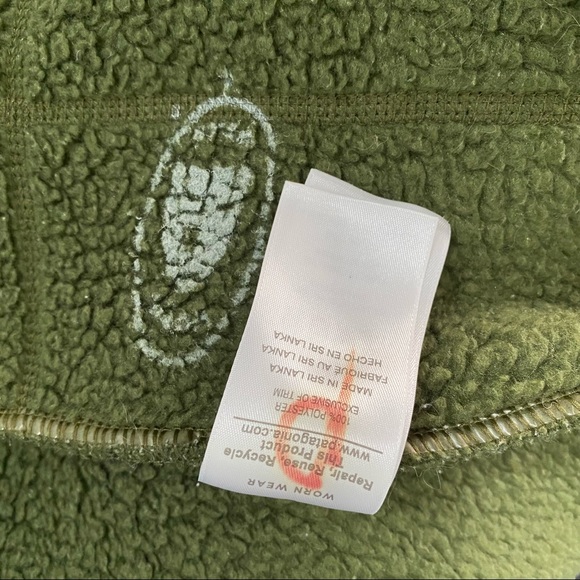 WORN WEAR
Repair, Reuse, Recycle
This Product
www.patagonia.com
100% POLYESTER
EXCLUSIVE OF TRIM
MADE IN SRI LANKA
FABRIQUÉ AU SRI LANKA
HECHO EN SRI LANKA